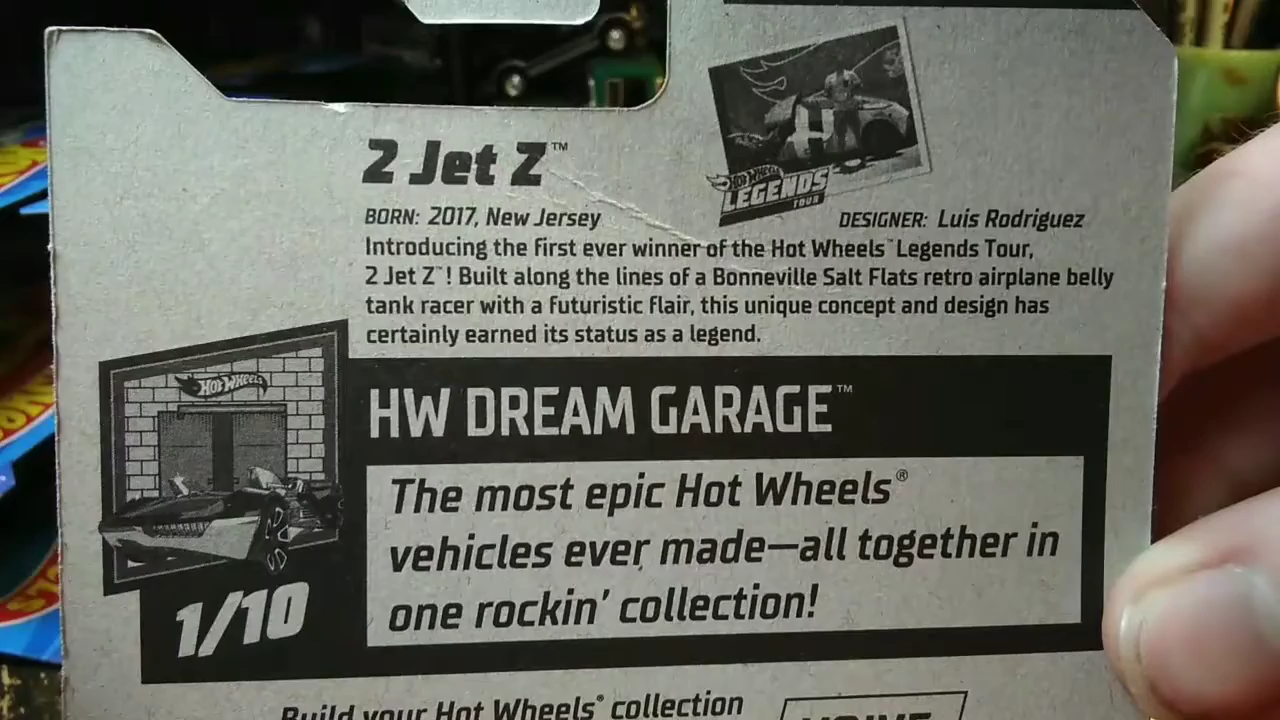 2 Jet Z™
HOT WHEELS
LEGENDS
TOUR
BORN: 2017, New Jersey
DESIGNER: Luis Rodriguez
Introducing the first ever winner of the Hot Wheels™ Legends Tour,
2 Jet Z™! Built along the lines of a Bonneville Salt Flats retro airplane belly
tank racer with a futuristic flair, this unique concept and design has
certainly earned its status as a legend.
HOT WHEELS
HW DREAM GARAGE™
The most epic Hot Wheels®
vehicles ever made—all together in
one rockin' collection!
1/10
Build your Hot Wheels® collection